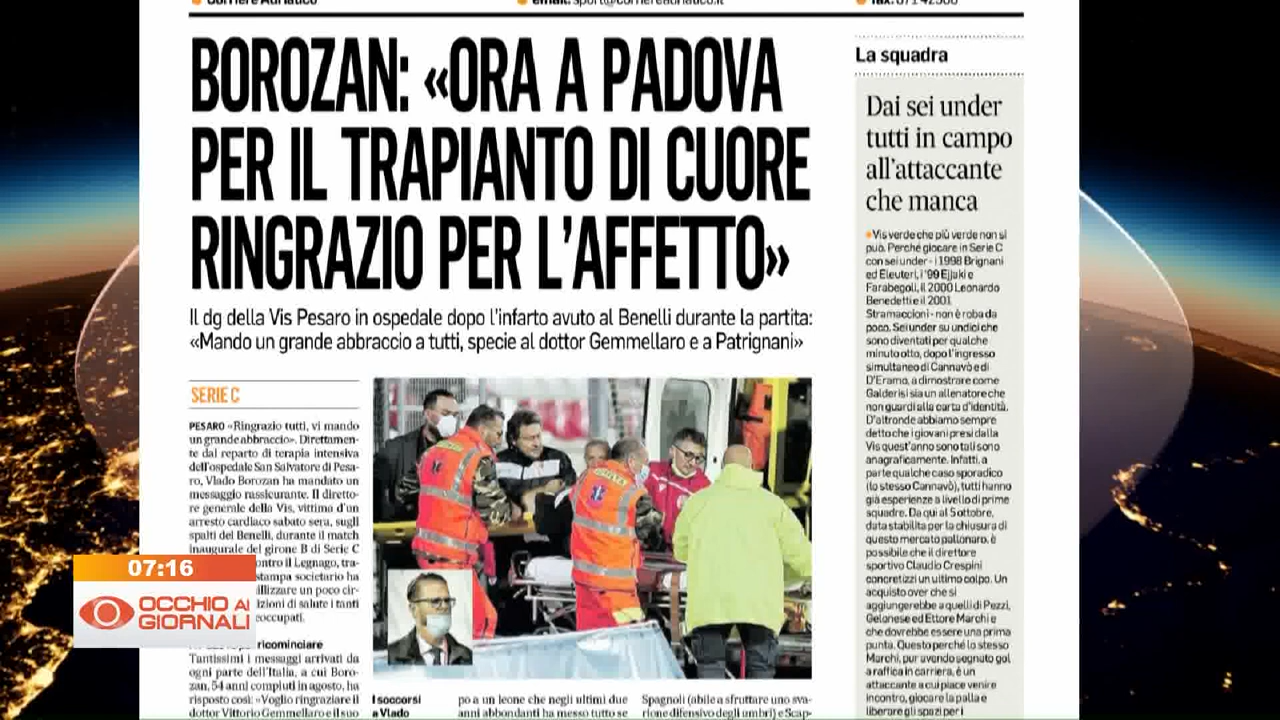 Corriere Adriatico
email: sport@corriereadriatico.it
fax: 071 42980
BOROZAN: «ORA A PADOVA
PER IL TRAPIANTO DI CUORE
RINGRAZIO PER L'AFFETTO»
Il dg della Vis Pesaro in ospedale dopo l'infarto avuto al Benelli durante la partita:
«Mando un grande abbraccio a tutti, specie al dottor Gemmellaro e a Patrignani»
SERIE C
PESARO «Ringrazio tutti, vi mando
un grande abbraccio». Direttamen-
te dal reparto di terapia intensiva
dell'ospedale San Salvatore di Pesa-
ro, Vlado Borozan ha mandato un
messaggio rassicurante. Il diretto-
re generale della Vis, vittima d'un
arresto cardiaco sabato sera, sugli
spalti del Benelli, durante il match
inaugurale del girone B di Serie C
ontro il Legnago, tra-
stampa societario ha
illizzare un poco cir-
izioni di salute i tanti
eoccupati.
ricominciare
Tantissimi i messaggi arrivati da
ogni parte dell'Italia, a cui Boro-
zan, 54 anni compiuti in agosto, ha
risposto così: «Voglio ringraziare il
dottor Vittorio Gemmellaro e il suo
I soccorsi
a Vlado
po a un leone che negli ultimi due
anni abbondanti ha messo tutto se
Spagnoli (abile a sfruttare uno sva-
rione difensivo degli umbri) e Scap-
La squadra
Dai sei under
tutti in campo
all'attaccante
che manca
Vis verde che più verde non si
può. Perché giocare in Serie C
con sei under - i 1998 Brignani
ed Eleuteri, i '99 Ejjaki e
Farabegoli, il 2000 Leonardo
Benedetti e il 2001
Stramaccioni - non è roba da
poco. Sei under su undici che
sono diventati per qualche
minuto otto, dopo l'ingresso
simultaneo di Cannavò e di
D'Eramo, a dimostrare come
Galderisi sia un allenatore che
non guardi alla carta d'identità.
D'altronde abbiamo sempre
detto che i giovani presi dalla
Vis quest'anno sono tali sono
anagraficamente. Infatti, a
parte qualche caso sporadico
(lo stesso Cannavò), tutti hanno
già esperienze a livello di prime
squadre. Da qui al 5 ottobre,
data stabilita per la chiusura di
questo mercato pallonaro, è
possibile che il direttore
sportivo Claudio Crespini
concretizzi un ultimo colpo. Un
acquisto over che si
aggiungerebbe a quelli di Pezzi,
Gelonese ed Ettore Marchi e
che dovrebbe essere una prima
punta. Questo perché lo stesso
Marchi, pur avendo segnato gol
a raffica in carriera, è un
attaccante a cui piace venire
incontro, giocare la palla e
liberare gli spazi per i
07:16
OCCHIO AI
GIORNALI